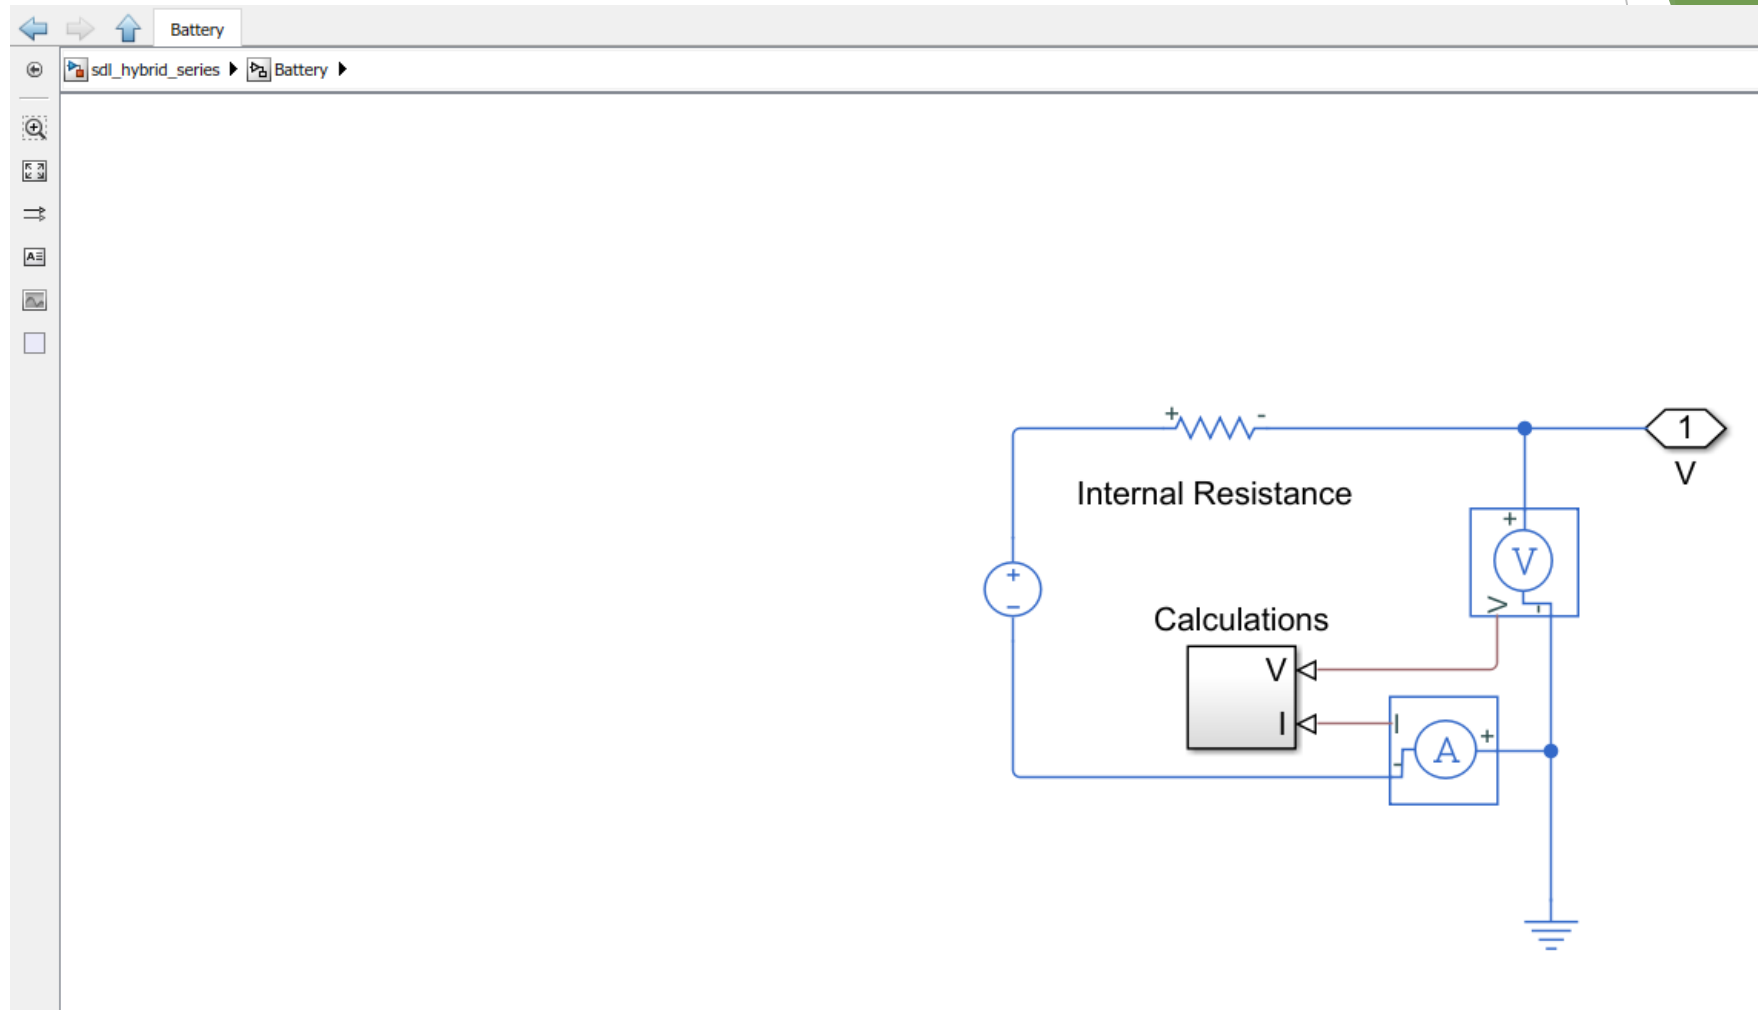 Battery
sdl_hybrid_series Battery
+ -
1
V
Internal Resistance
+
V
+
-
V -
Calculations
V
I
I
A +
-